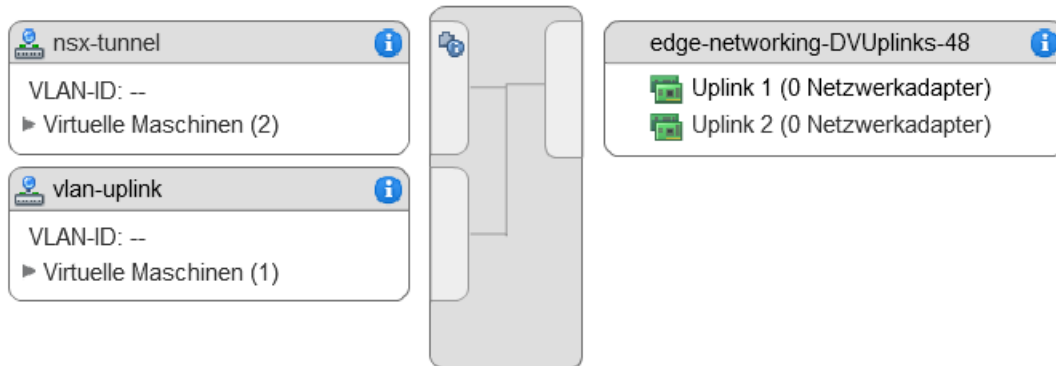 nsx-tunnel
VLAN-ID: --
Virtuelle Maschinen (2)
vlan-uplink
VLAN-ID: --
Virtuelle Maschinen (1)
edge-networking-DVUplinks-48
Uplink 1 (0 Netzwerkadapter)
Uplink 2 (0 Netzwerkadapter)